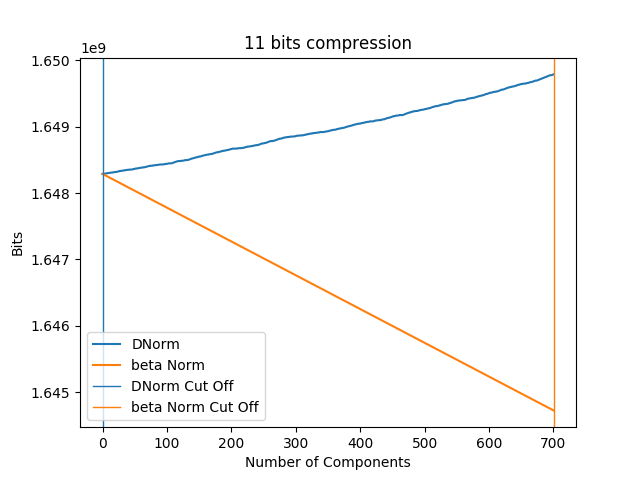 11 bits compression
1e9
1.650
1.649
1.648
1.647
1.646
1.645
Bits
DNorm
beta Norm
DNorm Cut Off
beta Norm Cut Off
0 100 200 300 400 500 600 700
Number of Components